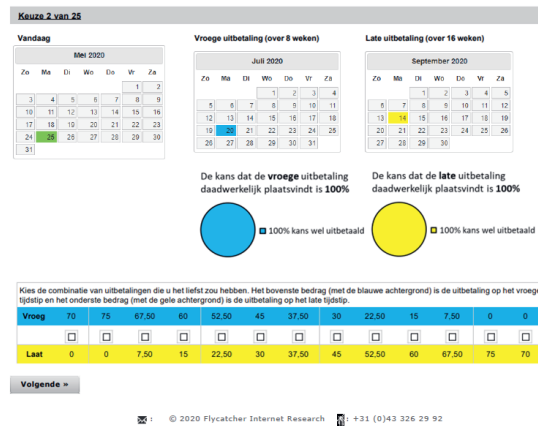 Keuze 2 van 25
Vandaag
Vroege uitbetaling (over 8 weken)
Late uitbetaling (over 16 weken)
Mei 2020
Zo Ma Di Wo Do Vr Za
1 2
3 4 5 6 7 8 9
10 11 12 13 14 15 16
17 18 19 20 21 22 23
24 25 26 27 28 29 30
31
Juli 2020
Zo Ma Di Wo Do Vr Za
1 2 3 4
5 6 7 8 9 10 11
12 13 14 15 16 17 18
19 20 21 22 23 24 25
26 27 28 29 30 31
September 2020
Zo Ma Di Wo Do Vr Za
1 2 3 4 5
6 7 8 9 10 11 12
13 14 15 16 17 18 19
20 21 22 23 24 25 26
27 28 29 30
De kans dat de vroege uitbetaling
daadwerkelijk plaatsvindt is 100%
100% kans wel uitbetaald
De kans dat de late uitbetaling
daadwerkelijk plaatsvindt is 100%
100% kans wel uitbetaald
Kies de combinatie van uitbetalingen die u het liefst zou hebben. Het bovenste bedrag (met de blauwe achtergrond) is de uitbetaling op het vroege
tijdstip en het onderste bedrag (met de gele achtergrond) is de uitbetaling op het late tijdstip.
Vroeg 70 75 67,50 60 52,50 45 37,50 30 22,50 15 7,50 0 0
Laat 0 0 7,50 15 22,50 30 37,50 45 52,50 60 67,50 75 70
Volgende »
: © 2020 Flycatcher Internet Research : +31 (0)43 326 29 92